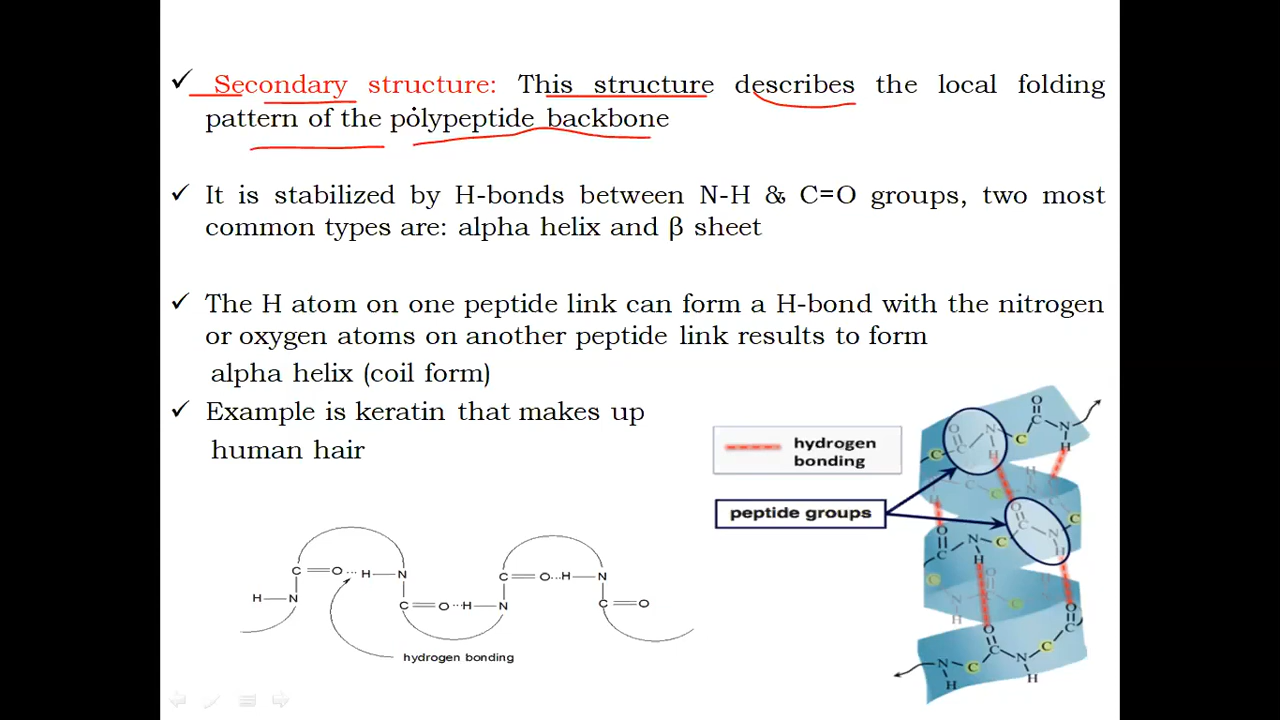 ✓ Secondary structure: This structure describes the local folding
pattern of the polypeptide backbone
✓ It is stabilized by H-bonds between N-H & C=O groups, two most
common types are: alpha helix and β sheet
✓ The H atom on one peptide link can form a H-bond with the nitrogen
or oxygen atoms on another peptide link results to form
alpha helix (coil form)
✓ Example is keratin that makes up
human hair
hydrogen
bonding
peptide groups
C=O···H—N
C=O···H—N
H—N
C=O···H—N
C=O
hydrogen bonding